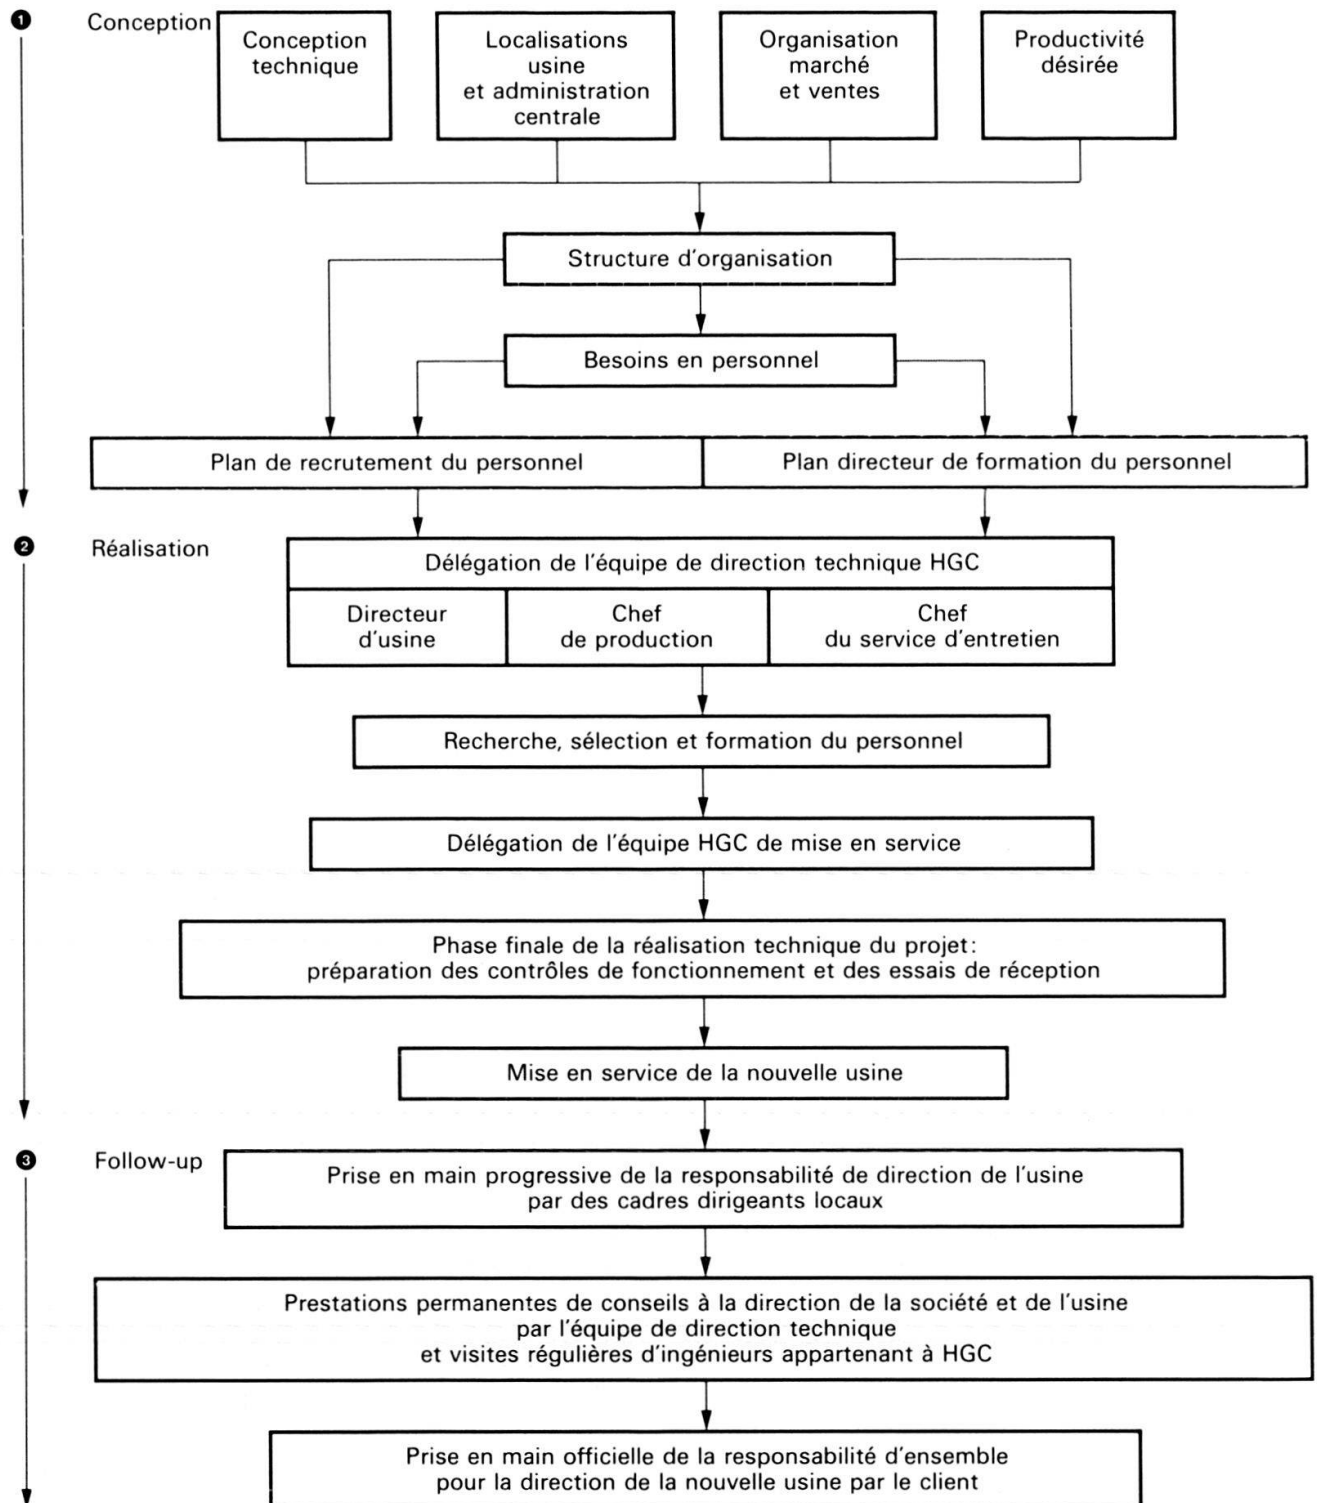 ❶ Conception
Conception
technique
Localisations
usine
et administration
centrale
Organisation
marché
et ventes
Productivité
désirée
Structure d'organisation
Besoins en personnel
Plan de recrutement du personnel
Plan directeur de formation du personnel
❷ Réalisation
Délégation de l'équipe de direction technique HGC
Directeur
d'usine
Chef
de production
Chef
du service d'entretien
Recherche, sélection et formation du personnel
Délégation de l'équipe HGC de mise en service
Phase finale de la réalisation technique du projet:
préparation des contrôles de fonctionnement et des essais de réception
Mise en service de la nouvelle usine
❸ Follow-up
Prise en main progressive de la responsabilité de direction de l'usine
par des cadres dirigeants locaux
Prestations permanentes de conseils à la direction de la société et de l'usine
par l'équipe de direction technique
et visites régulières d'ingénieurs appartenant à HGC
Prise en main officielle de la responsabilité d'ensemble
pour la direction de la nouvelle usine par le client